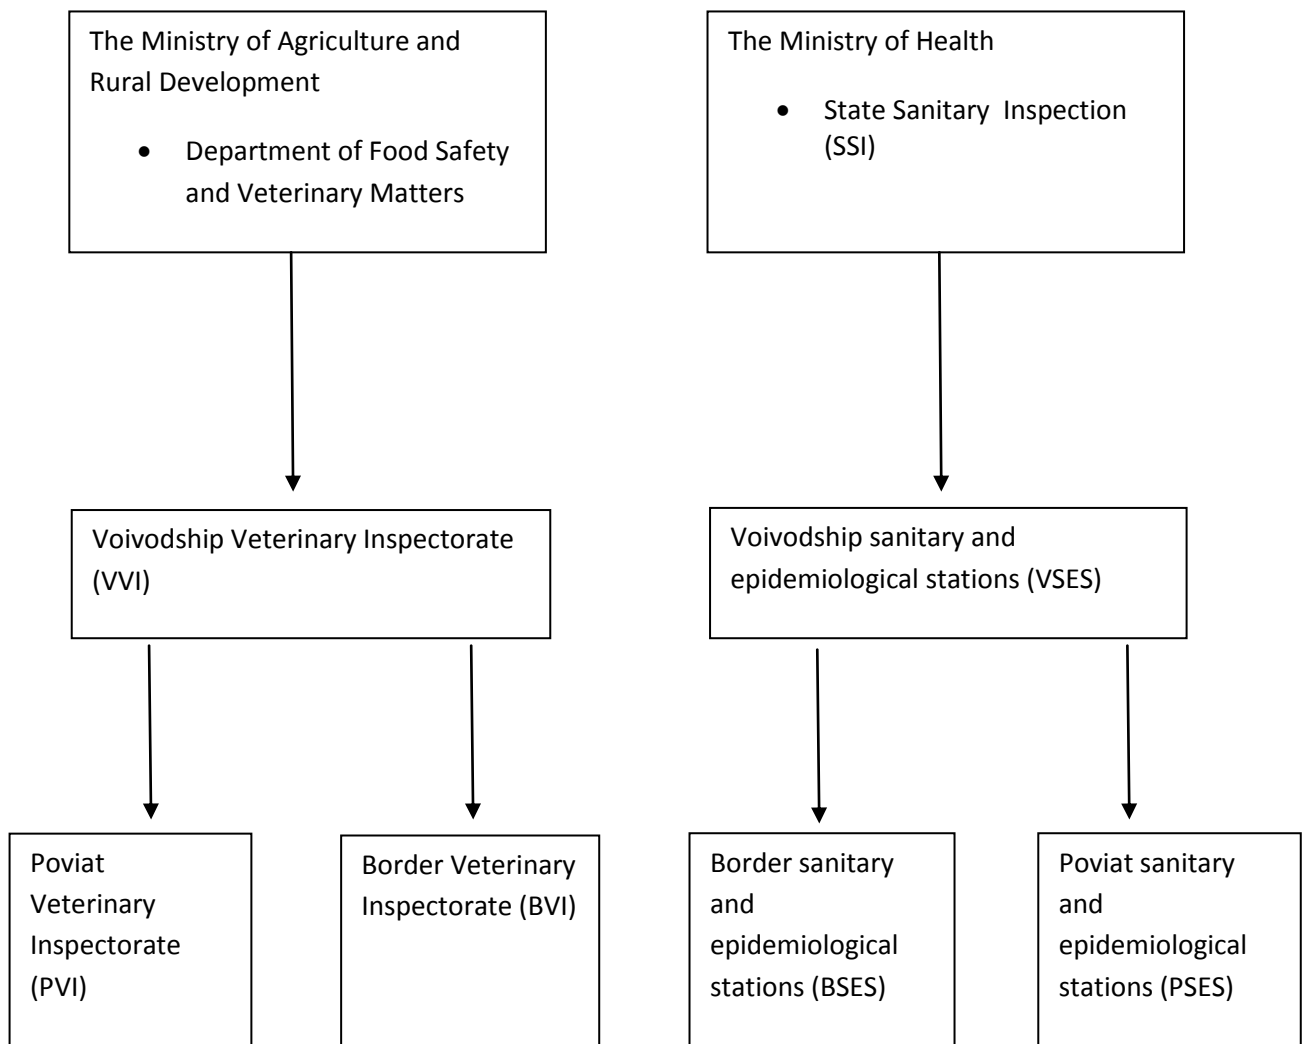 The Ministry of Agriculture and
Rural Development
• Department of Food Safety
and Veterinary Matters
The Ministry of Health
• State Sanitary Inspection
(SSI)
Voivodship Veterinary Inspectorate
(VVI)
Voivodship sanitary and
epidemiological stations (VSES)
Poviat
Veterinary
Inspectorate
(PVI)
Border Veterinary
Inspectorate (BVI)
Border sanitary
and
epidemiological
stations (BSES)
Poviat sanitary
and
epidemiological
stations (PSES)